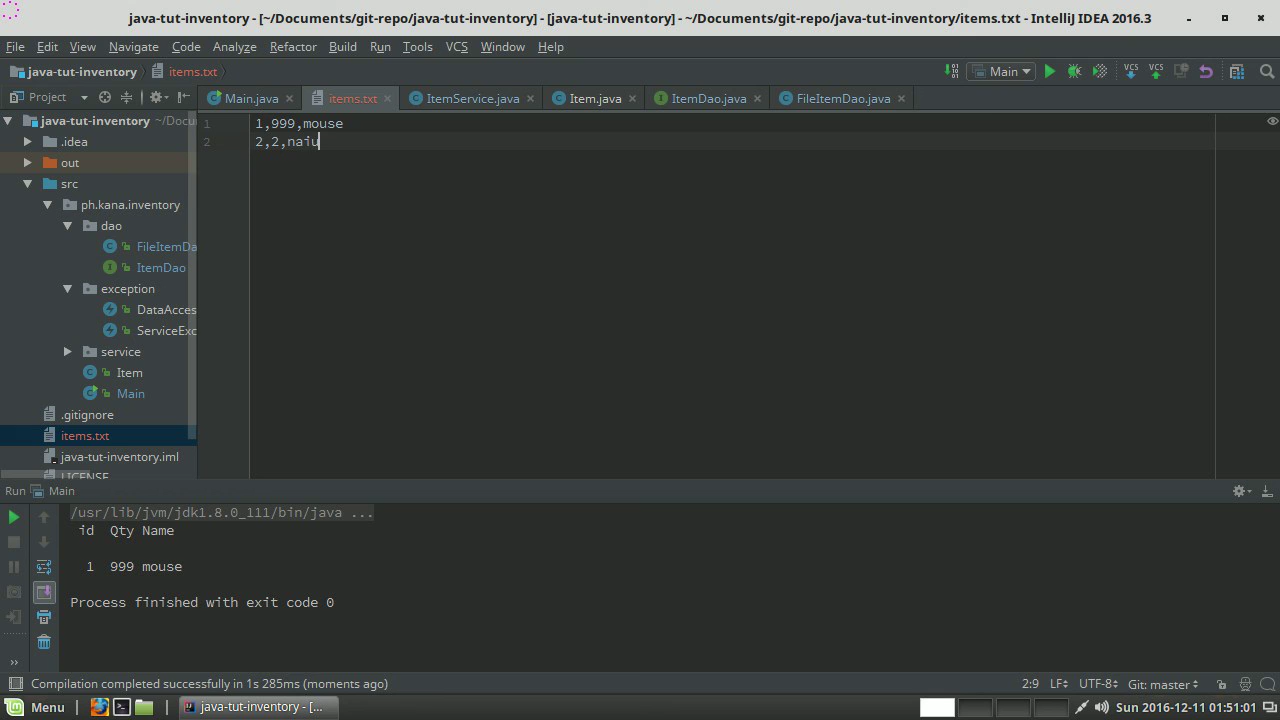 java-tut-inventory - [~/Documents/git-repo/java-tut-inventory] - [java-tut-inventory] - ~/Documents/git-repo/java-tut-inventory/items.txt - IntelliJ IDEA 2016.3
File Edit View Navigate Code Analyze Refactor Build Run Tools VCS Window Help
java-tut-inventory items.txt Main VCS VCS
Project Main.java items.txt ItemService.java Item.java ItemDao.java FileItemDao.java
java-tut-inventory ~/Docu
.idea
out
src
ph.kana.inventory
dao
FileItemDa
ItemDao
exception
DataAcces
ServiceExc
service
Item
Main
.gitignore
items.txt
java-tut-inventory.iml
LICENSE
1 1,999,mouse
2 2,2,naiu
Run Main
/usr/lib/jvm/jdk1.8.0_111/bin/java ...
id Qty Name
1 999 mouse
Process finished with exit code 0
Compilation completed successfully in 1s 285ms (moments ago) 2:9 LF UTF-8 Git: master
Menu java-tut-inventory - [... Sun 2016-12-11 01:51:01